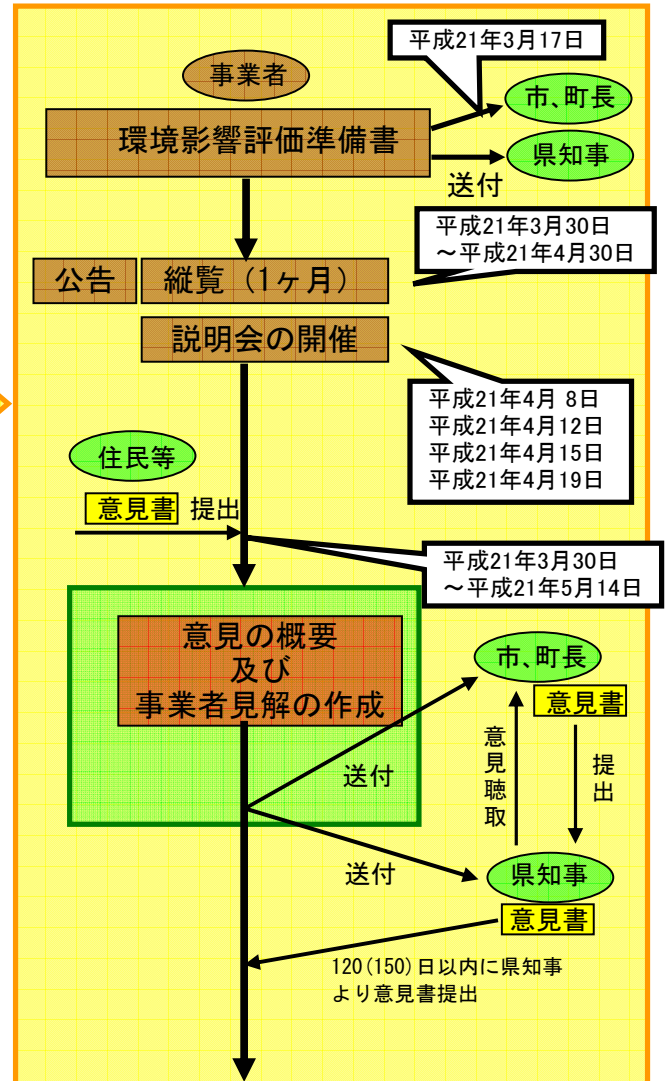 平成21年3月17日
事業者
市、町長
環境影響評価準備書
県知事
送付
平成21年3月30日
～平成21年4月30日
公告
縦覧（1ヶ月）
説明会の開催
平成21年4月 8日
平成21年4月12日
平成21年4月15日
平成21年4月19日
住民等
意見書 提出
平成21年3月30日
～平成21年5月14日
意見の概要
及び
事業者見解の作成
市、町長
意見書
意見聴取
提出
送付
送付
県知事
意見書
120(150)日以内に県知事
より意見書提出